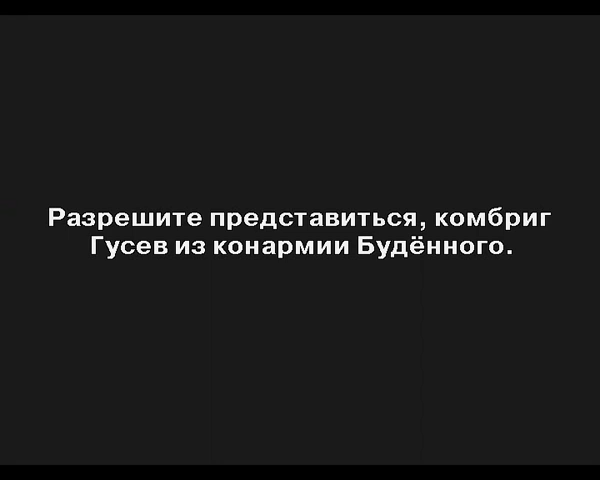 Разрешите представиться, комбриг
Гусев из конармии Будённого.